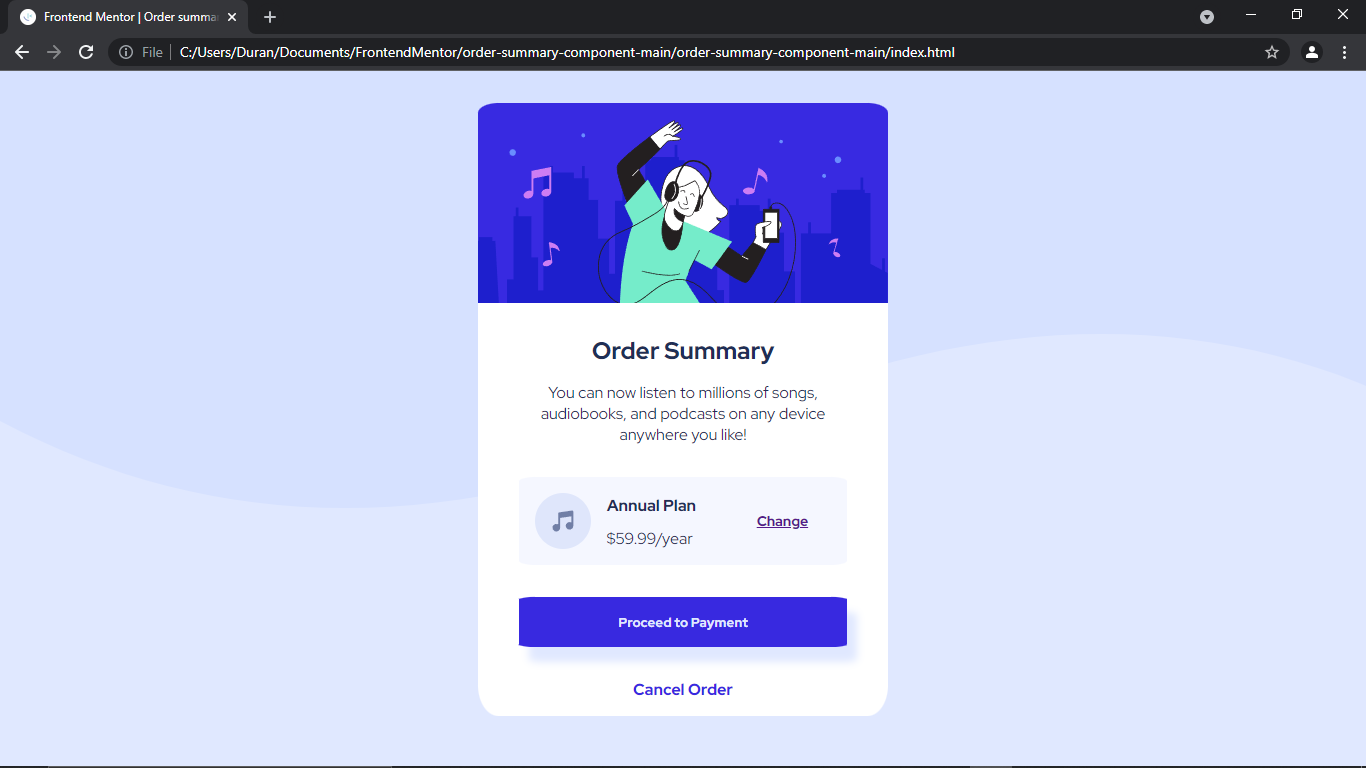 Frontend Mentor | Order summa
File
C:/Users/Duran/Documents/FrontendMentor/order-summary-component-main/order-summary-component-main/index.html
Order Summary
You can now listen to millions of songs,
audiobooks, and podcasts on any device
anywhere you like!
Annual Plan
$59.99/year
Change
Proceed to Payment
Cancel Order